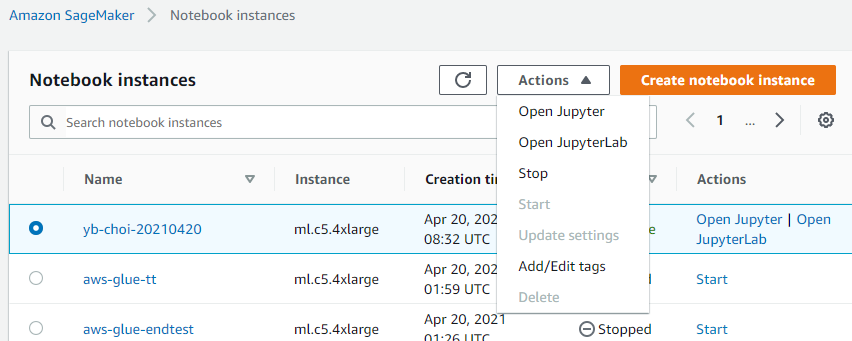 Amazon SageMaker > Notebook instances
Notebook instances
Actions
Create notebook instance
Search notebook instances
1 ...
Open Jupyter
Open JupyterLab
Stop
Start
Update settings
Add/Edit tags
Delete
Name Instance Creation Actions
yb-choi-20210420 ml.c5.4xlarge Apr 20, 08:32 UTC Open Jupyter | Open JupyterLab
aws-glue-tt ml.c5.4xlarge Apr 20, 01:59 UTC Start
aws-glue-endtest ml.c5.4xlarge Apr 20, 2021 01:26 UTC Stopped Start